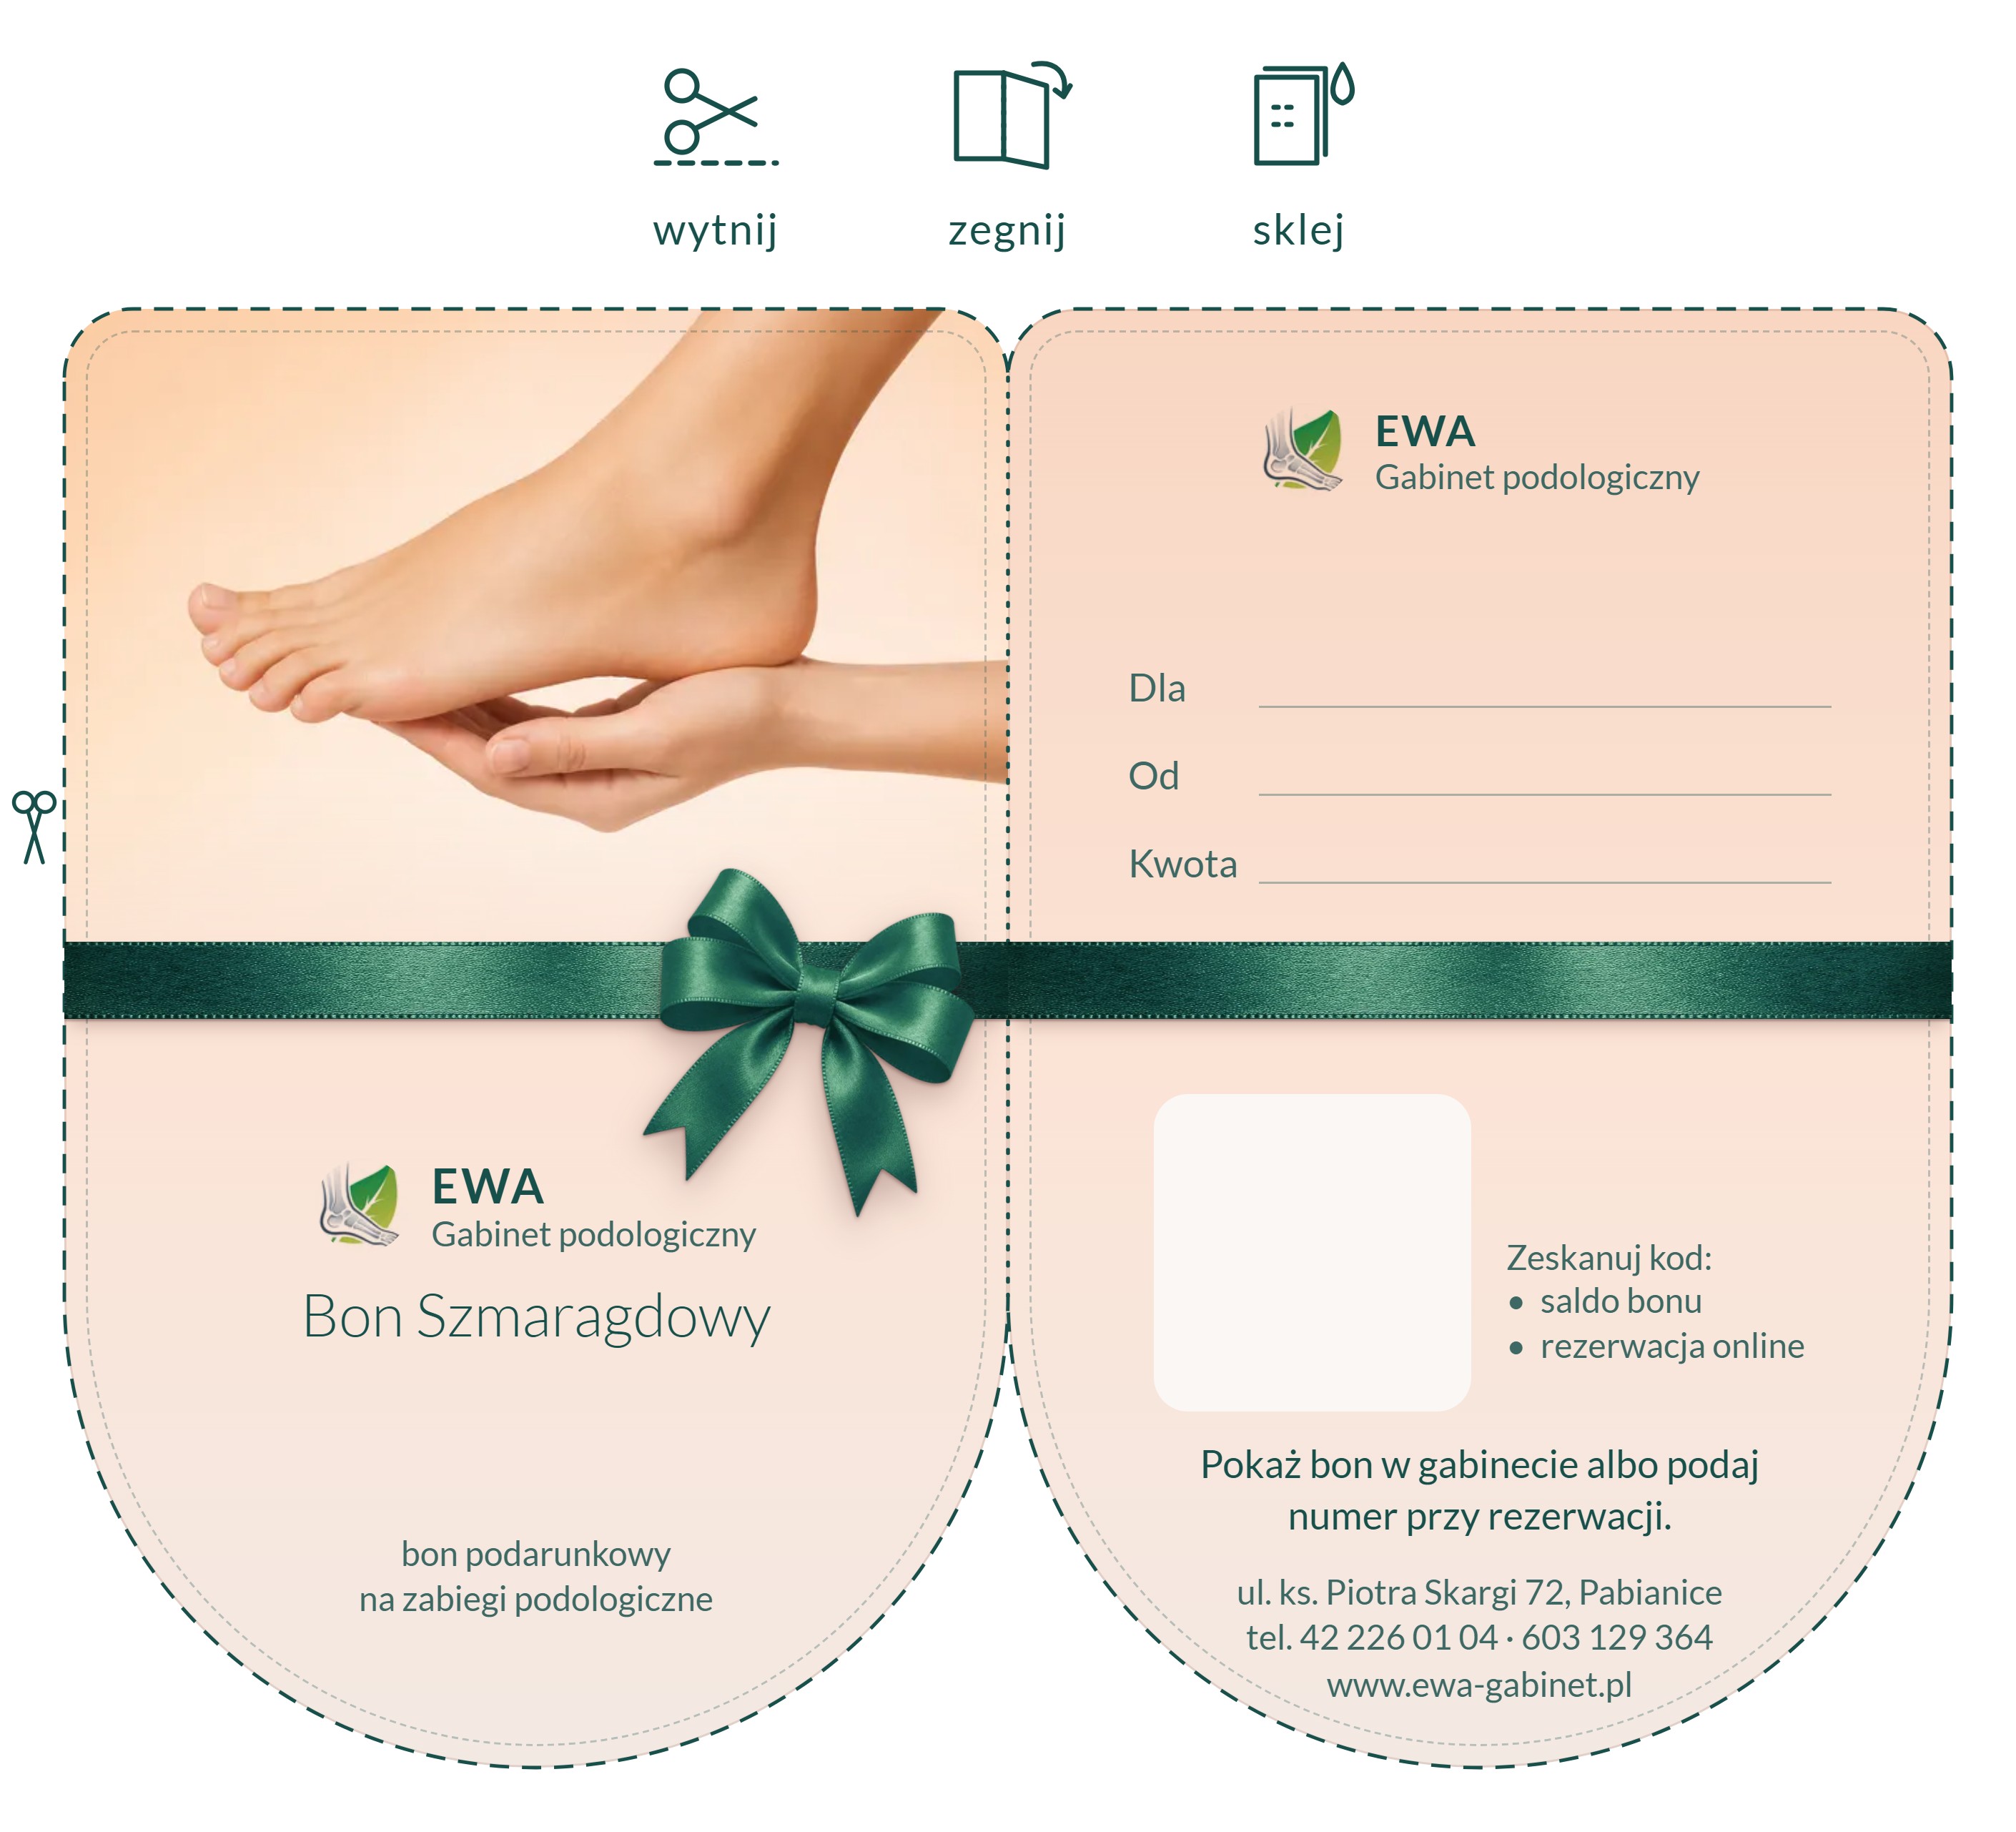 wytnij zegnij sklej
EWA
Gabinet podologiczny
Bon Szmaragdowy
bon podarunkowy
na zabiegi podologiczne
EWA
Gabinet podologiczny
Dla
Od
Kwota
Zeskanuj kod:
• saldo bonu
• rezerwacja online
Pokaż bon w gabinecie albo podaj
numer przy rezerwacji.
ul. ks. Piotra Skargi 72, Pabianice
tel. 42 226 01 04 · 603 129 364
www.ewa-gabinet.pl